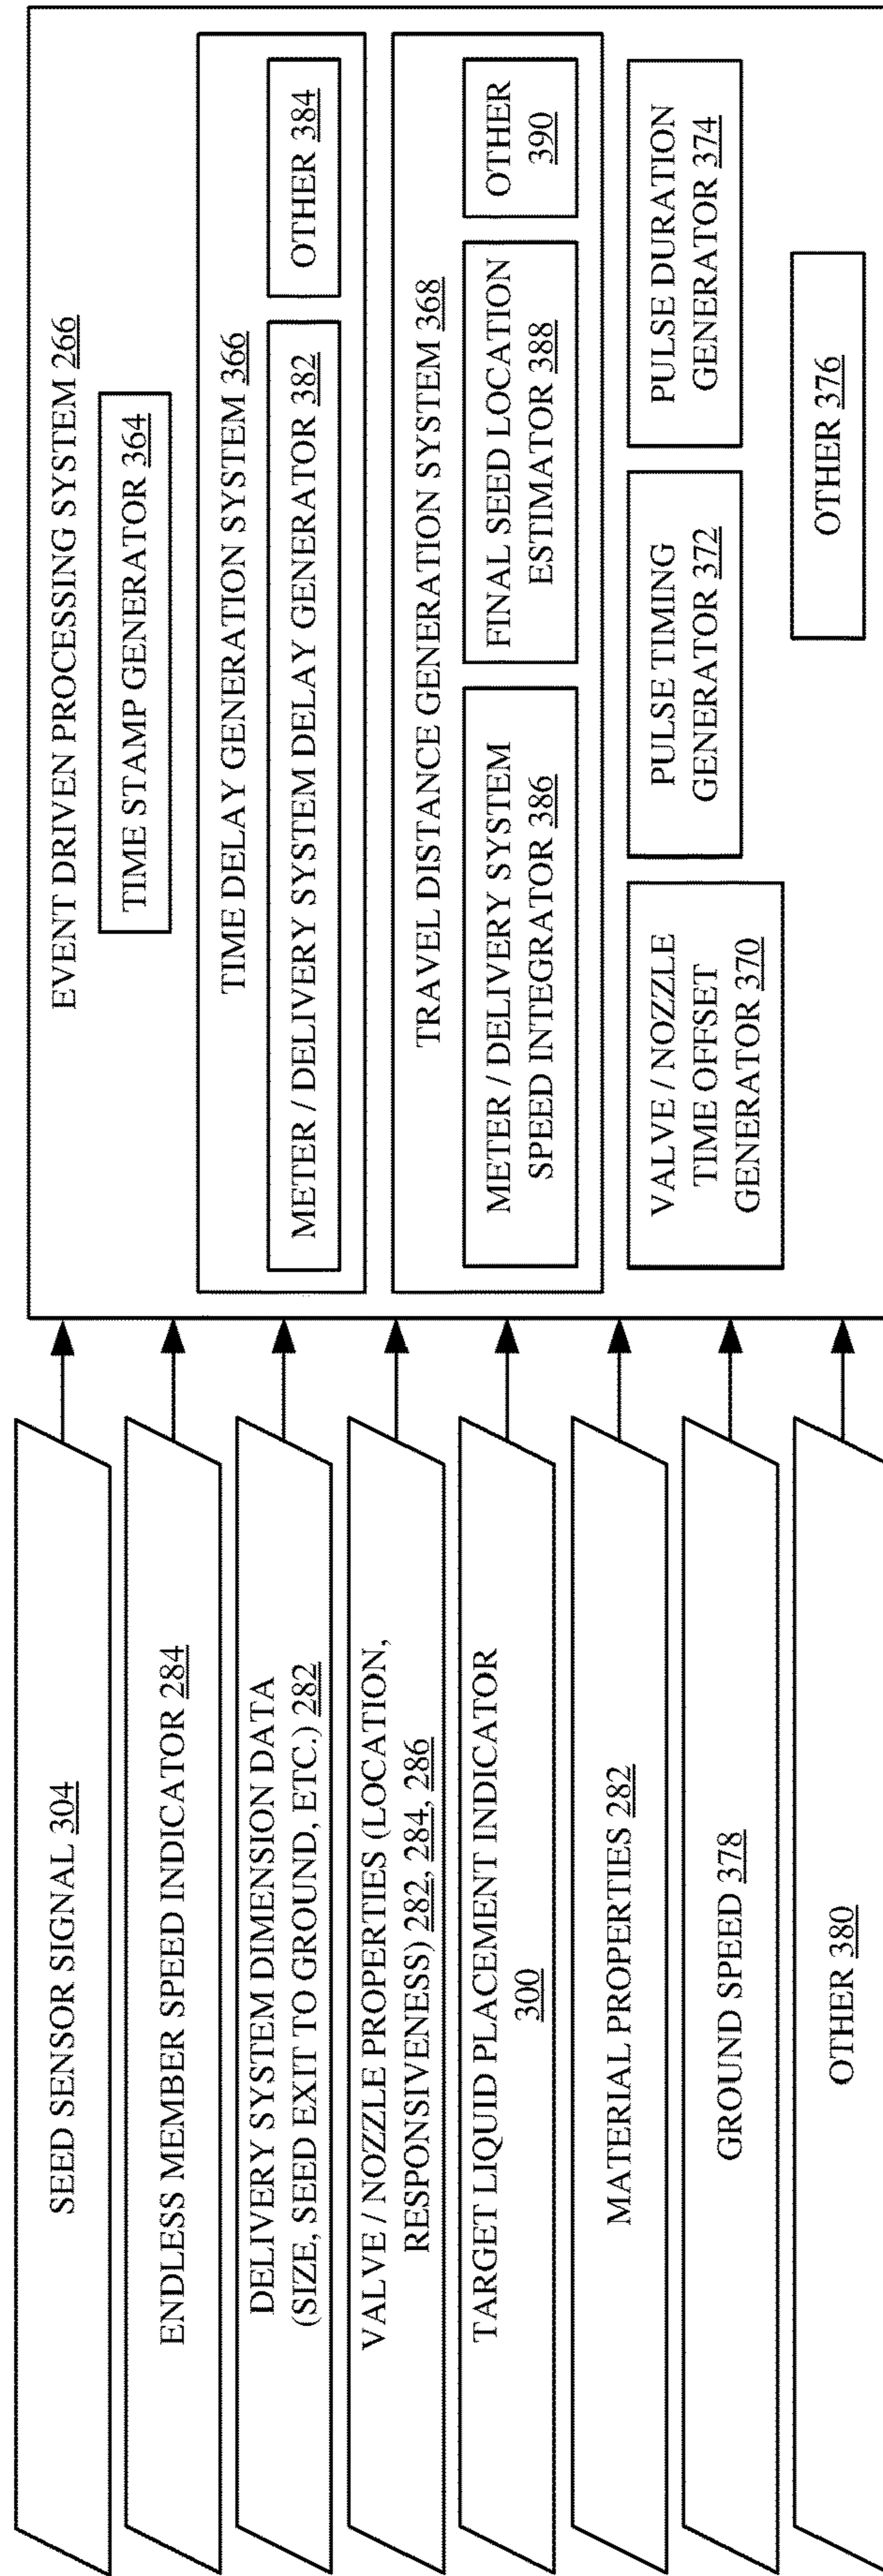 SEED SENSOR SIGNAL 304
ENDLESS MEMBER SPEED INDICATOR 284
DELIVERY SYSTEM DIMENSION DATA
(SIZE, SEED EXIT TO GROUND, ETC.) 282
VALVE / NOZZLE PROPERTIES (LOCATION,
RESPONSIVENESS) 282, 284, 286
TARGET LIQUID PLACEMENT INDICATOR
300
MATERIAL PROPERTIES 282
GROUND SPEED 378
OTHER 380
EVENT DRIVEN PROCESSING SYSTEM 266
TIME STAMP GENERATOR 364
TIME DELAY GENERATION SYSTEM 366
METER / DELIVERY SYSTEM DELAY GENERATOR 382
OTHER 384
TRAVEL DISTANCE GENERATION SYSTEM 368
METER / DELIVERY SYSTEM
SPEED INTEGRATOR 386
FINAL SEED LOCATION
ESTIMATOR 388
OTHER
390
VALVE / NOZZLE
TIME OFFSET
GENERATOR 370
PULSE TIMING
GENERATOR 372
PULSE DURATION
GENERATOR 374
OTHER 376